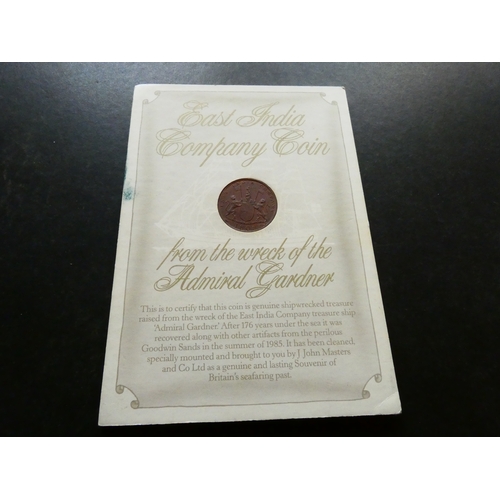 East India
Company Coin
from the wreck of the
Admiral Gardner
This is to certify that this coin is genuine shipwrecked treasure
raised from the wreck of the East India Company treasure ship
'Admiral Gardner.' After 176 years under the sea it was
recovered along with other artifacts from the perilous
Goodwin Sands in the summer of 1985. It has been cleaned,
specially mounted and brought to you by J. John Masters
and Co Ltd as a genuine and lasting Souvenir of
Britain's seafaring past.